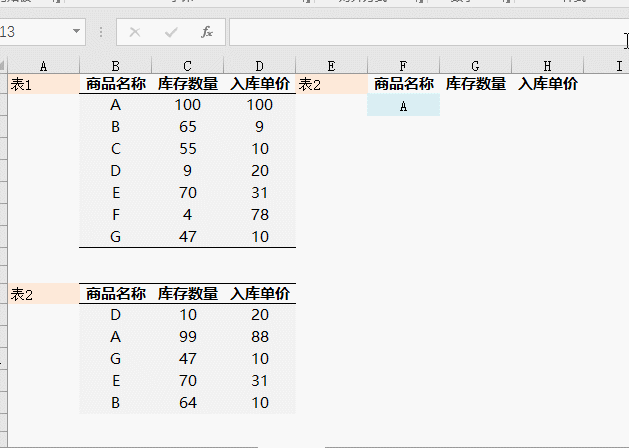 13 fx
A B C D E F G H I
表1 商品名称 库存数量 入库单价 表2 商品名称 库存数量 入库单价
A 100 100 A
B 65 9
C 55 10
D 9 20
E 70 31
F 4 78
G 47 10
表2 商品名称 库存数量 入库单价
D 10 20
A 99 88
G 47 10
E 70 31
B 64 10